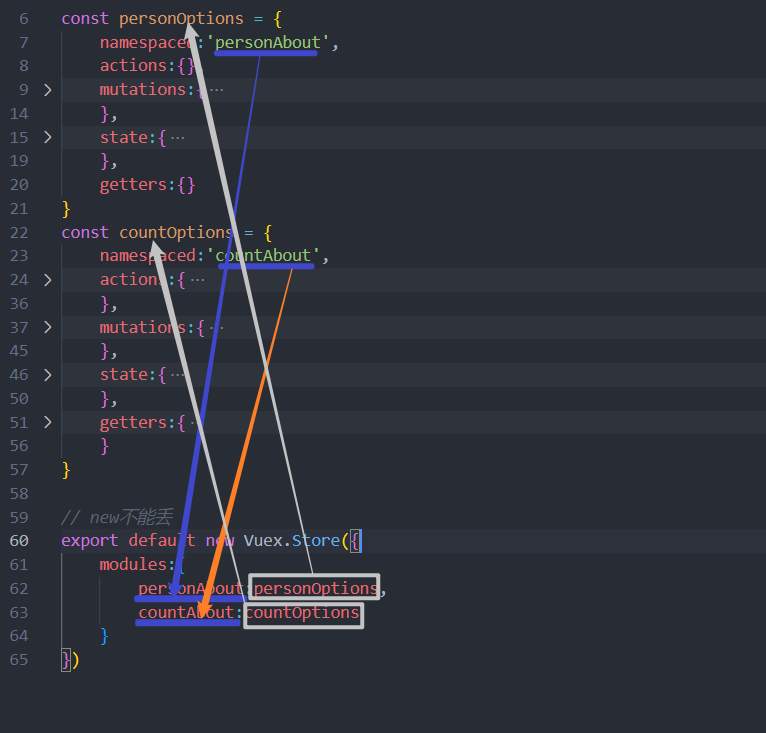 6 const personOptions = {
7 namespaced:'personAbout',
8 actions:{}
9 mutations:{ ···
14 },
15 state:{ ···
19 },
20 getters:{}
21 }
22 const countOptions = {
23 namespaced:'countAbout',
24 actions:{ ···
36 },
37 mutations:{ ···
45 },
46 state:{ ···
50 },
51 getters:{ ···
56 }
57 }
58
59 // new不能丢
60 export default new Vuex.Store({
61 modules:{
62 personAbout:personOptions,
63 countAbout:countOptions
64 }
65 })